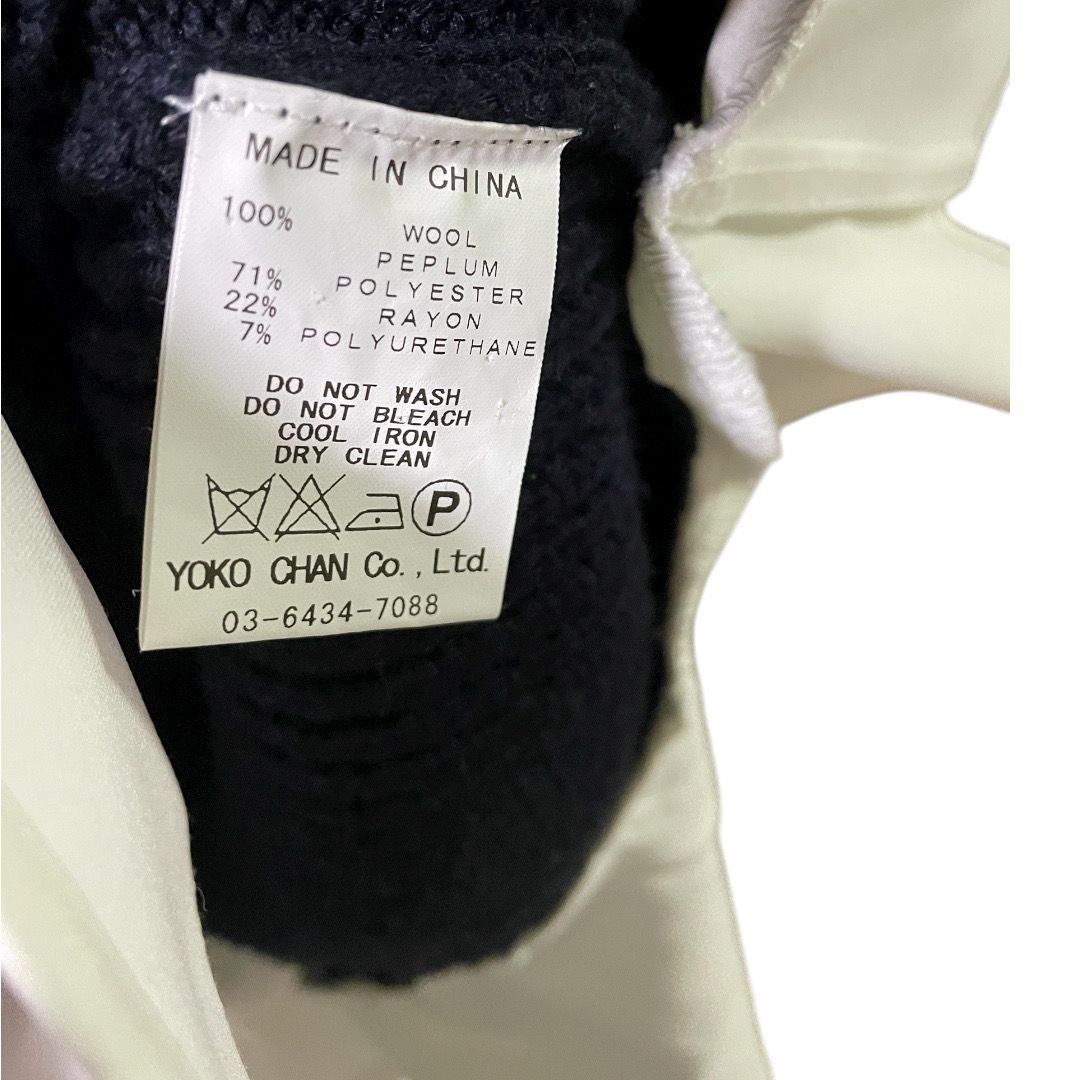 MADE IN CHINA
100% WOOL
PEPLUM
71% POLYESTER
22% RAYON
7% POLYURETHANE
DO NOT WASH
DO NOT BLEACH
COOL IRON
DRY CLEAN
P
YOKO CHAN Co., Ltd.
03-6434-7088